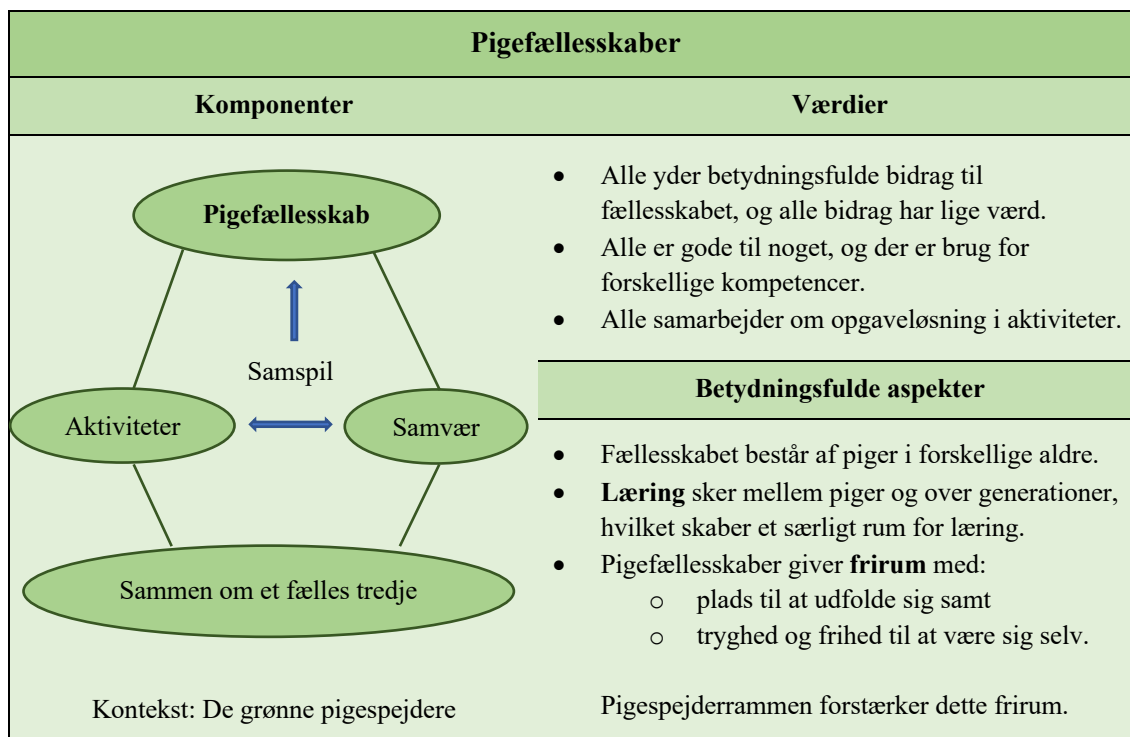 Pigefællesskaber
Komponenter
Pigefællesskab
Samspil
Aktiviteter
Samvær
Sammen om et fælles tredje
Kontekst: De grønne pigespejdere
Værdier
• Alle yder betydningsfulde bidrag til
fællesskabet, og alle bidrag har lige værd.
• Alle er gode til noget, og der er brug for
forskellige kompetencer.
• Alle samarbejder om opgaveløsning i aktiviteter.
Betydningsfulde aspekter
• Fællesskabet består af piger i forskellige aldre.
• Læring sker mellem piger og over generationer,
hvilket skaber et særligt rum for læring.
• Pigefællesskaber giver frirum med:
o plads til at udfolde sig samt
o tryghed og frihed til at være sig selv.
Pigespejderrammen forstærker dette frirum.